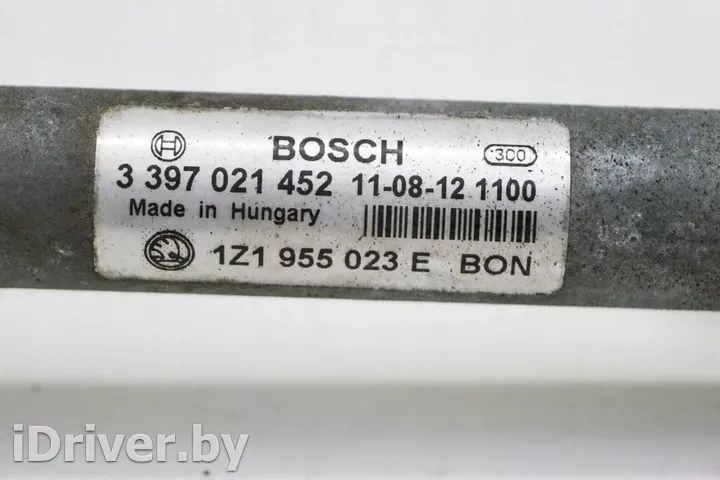 BOSCH 300
3 397 021 452 11-08-12 1100
Made in Hungary
1Z1 955 023 E BON
iDriver.by